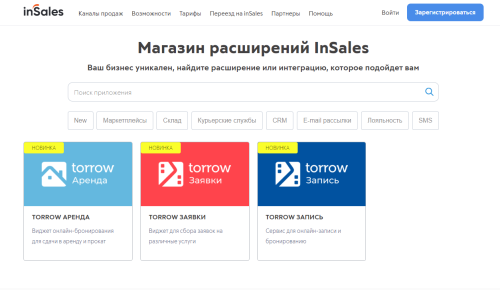 inSales
Каналы продаж Возможности Тарифы Переезд на inSales Партнеры Помощь Войти Зарегистрироваться
Магазин расширений InSales
Ваш бизнес уникален, найдите расширение или интеграцию, которое подойдет вам
Поиск приложения
New Маркетплейсы Склад Курьерские службы CRM E-mail рассылки Лояльность SMS
НОВИНКА НОВИНКА НОВИНКА
torrow Аренда
torrow Заявки
torrow Запись
TORROW АРЕНДА
Виджет онлайн-бронирования
для сдачи в аренду и прокат
TORROW ЗАЯВКИ
Виджет для сбора заявок на
различные услуги
TORROW ЗАПИСЬ
Сервис для онлайн-записи и
бронированию